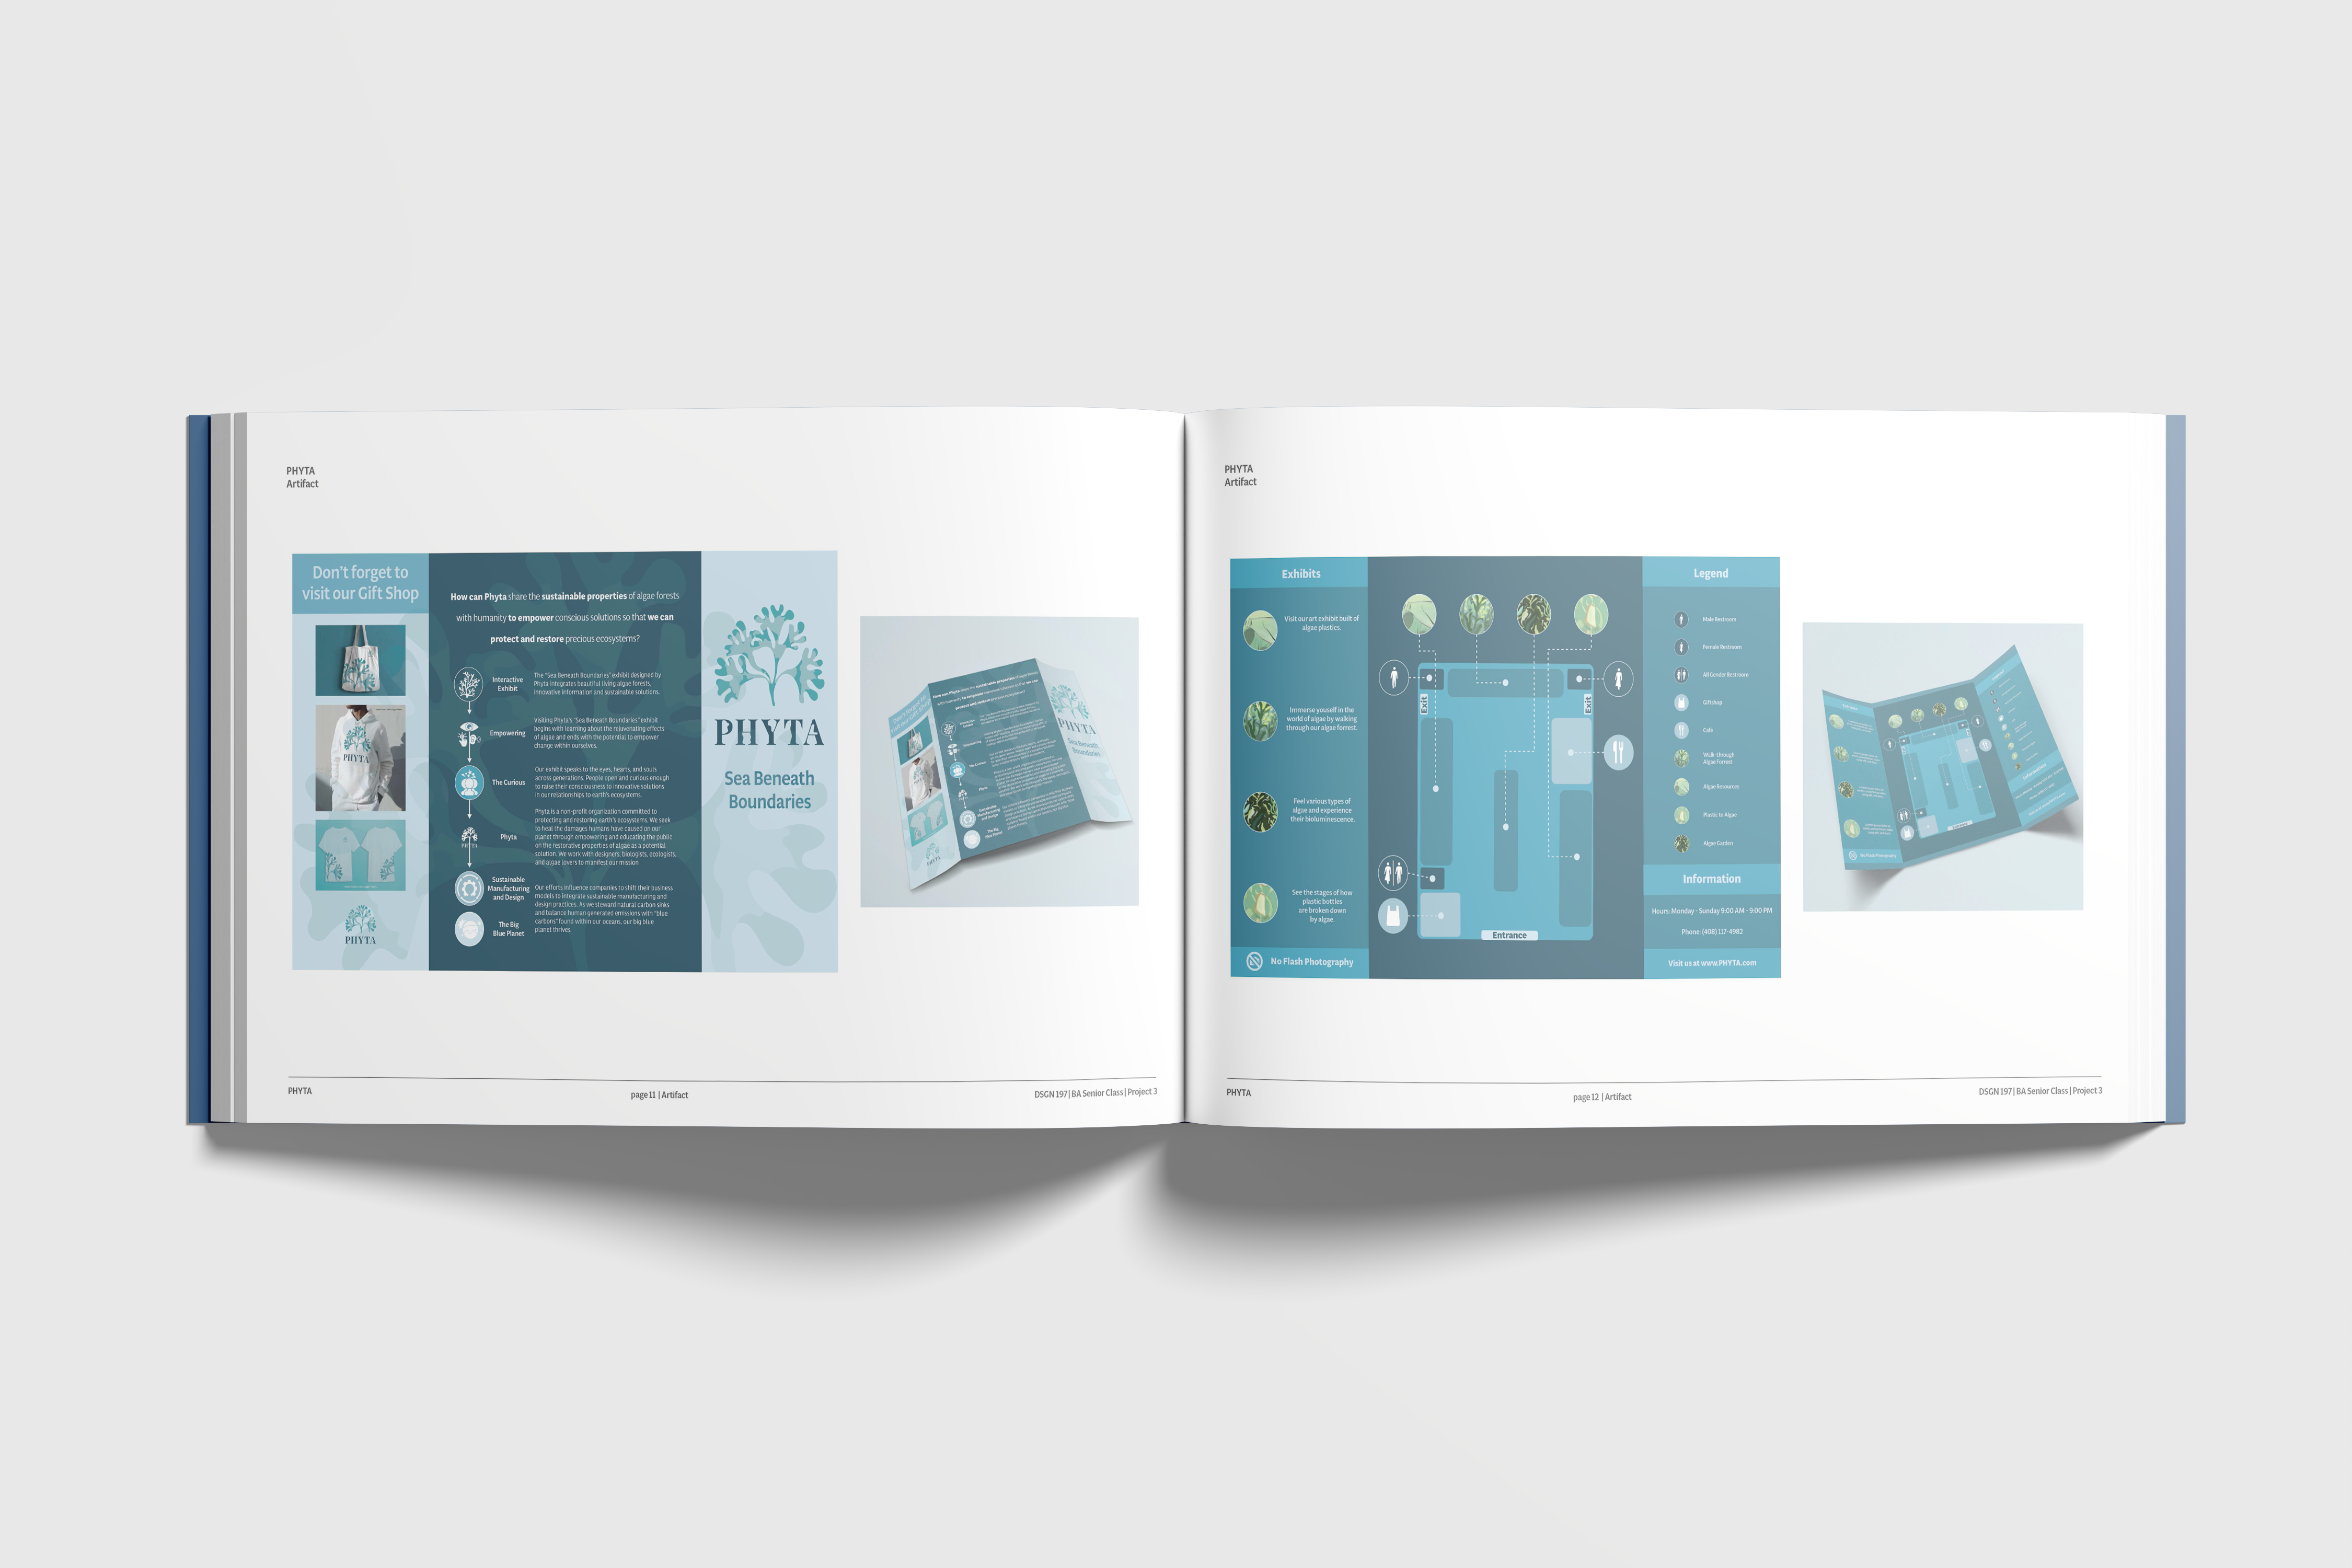 PHYTA
Artifact
Don't forget to
visit our Gift Shop
PHYTA
PHYTA
How can Phyta share the sustainable properties of algae forests
with humanity to empower conscious solutions so that we can
protect and restore precious ecosystems?
Interactive
Exhibit
The "Sea Beneath Boundaries" exhibit designed by
Phyta integrates beautiful living algae forests,
innovative information and sustainable solutions.
Empowering
Visiting Phyta's "Sea Beneath Boundaries" exhibit
begins with learning about the rejuvenating effects
of algae and ends with the potential to empower
change within ourselves.
The Curious
Our exhibit speaks to the eyes, hearts, and souls
across generations. People open and curious enough
to raise their consciousness to innovative solutions
in our relationships to earth's ecosystems.
PHYTA
Phyta
Phyta is a non-profit organization committed to
protecting and restoring earth's ecosystems. We seek
to heal the damages humans have caused on our
planet through empowering and educating the public
on the restorative properties of algae as a potential
solution. We work with designers, biologists, ecologists,
and algae lovers to manifest our mission
Sustainable
Manufacturing
and Design
The Big
Blue Planet
Our efforts influence companies to shift their business
models to integrate sustainable manufacturing and
design practices. As we steward natural carbon sinks
and balance human generated emissions with "blue
carbons" found within our oceans, our big blue
planet thrives.
PHYTA
Sea Beneath
Boundaries
PHYTA
Sea Beneath
Boundaries
PHYTA
page 11 | Artifact
DSGN 197 | BA Senior Class | Project 3
PHYTA
Artifact
Exhibits
Visit our art exhibit built of
algae plastics.
Immerse youself in the
world of algae by walking
through our algae forrest.
Feel various types of
algae and experience
their bioluminescence.
See the stages of how
plastic bottles
are broken down
by algae.
No Flash Photography
Exit
Exit
Entrance
Legend
Male Restroom
Female Restroom
All Gender Restroom
Giftshop
Cafe
Walk-through
Algae Forrest
Algae Resources
Plastic to Algae
Algae Garden
Information
Hours: Monday - Sunday 9:00 AM - 9:00 PM
Phone: (408) 117-4982
Visit us at www.PHYTA.com
PHYTA
page 12 | Artifact
DSGN 197 | BA Senior Class | Project 3